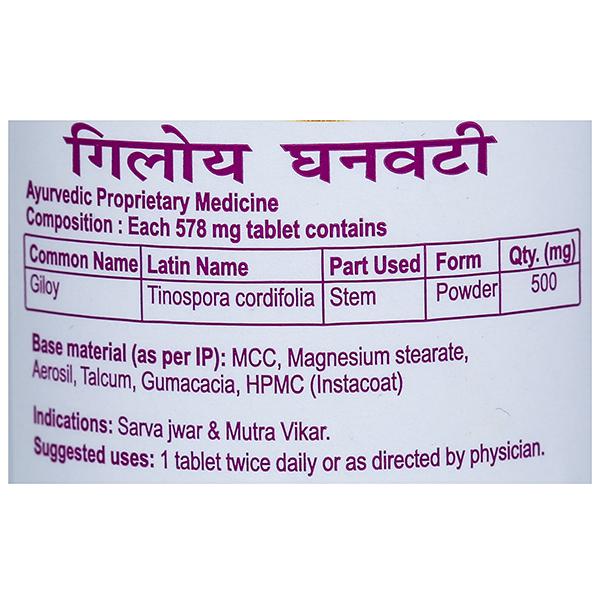 गिलोय घनवटी
Ayurvedic Proprietary Medicine
Composition : Each 578 mg tablet contains
Common Name Latin Name Part Used Form Qty. (mg)
Giloy Tinospora cordifolia Stem Powder 500
Base material (as per IP): MCC, Magnesium stearate,
Aerosil, Talcum, Gumacacia, HPMC (Instacoat)
Indications: Sarva jwar & Mutra Vikar.
Suggested uses: 1 tablet twice daily or as directed by physician.